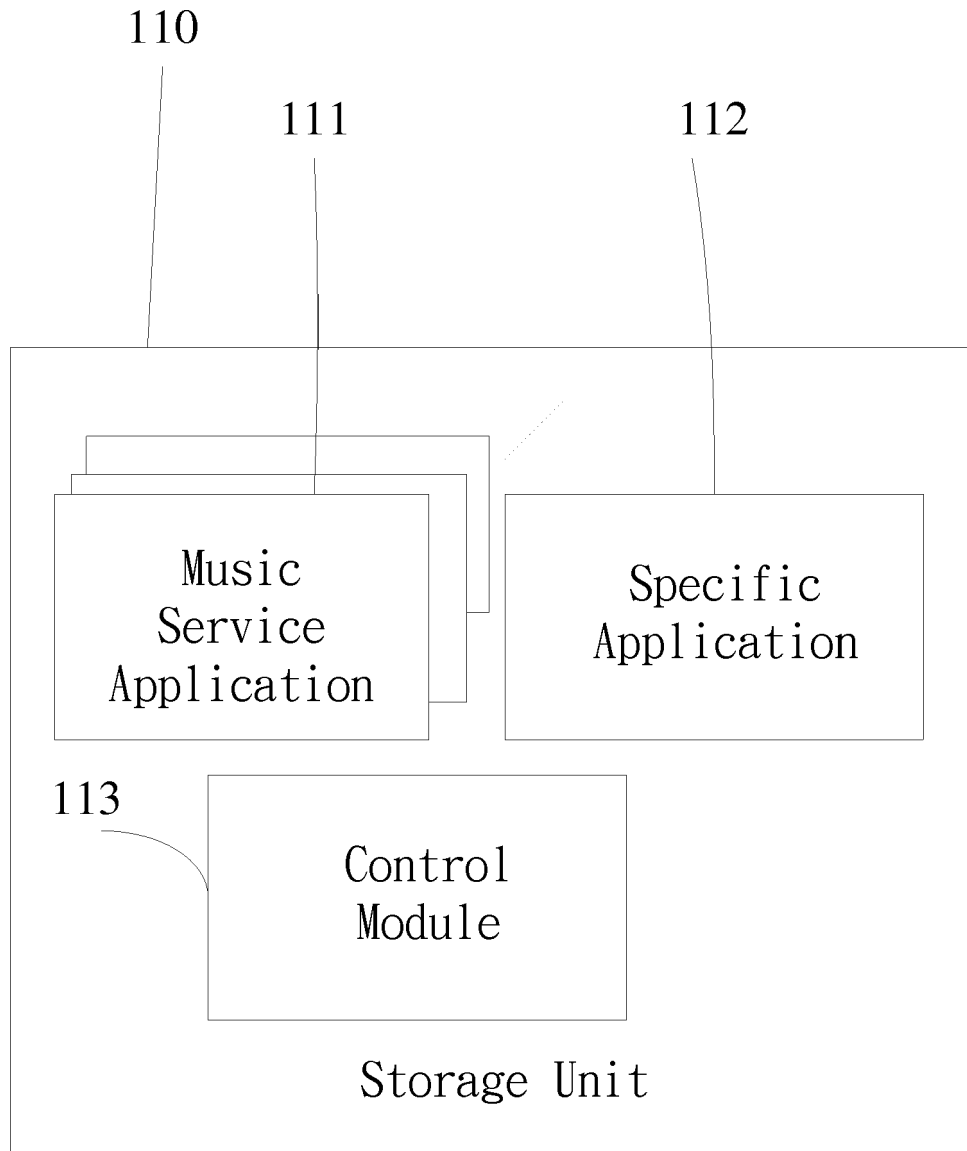 110
111
112
Music
Service
Application
Specific
Application
113
Control
Module
Storage Unit